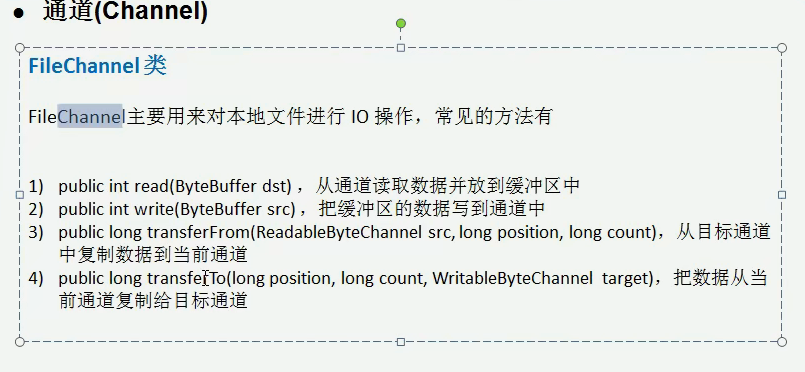 ● 通道(Channel)
FileChannel 类
FileChannel主要用来对本地文件进行 IO 操作，常见的方法有
1) public int read(ByteBuffer dst) ，从通道读取数据并放到缓冲区中
2) public int write(ByteBuffer src) ，把缓冲区的数据写到通道中
3) public long transferFrom(ReadableByteChannel src, long position, long count)，从目标通道
中复制数据到当前通道
4) public long transferTo(long position, long count, WritableByteChannel target)，把数据从当
前通道复制给目标通道